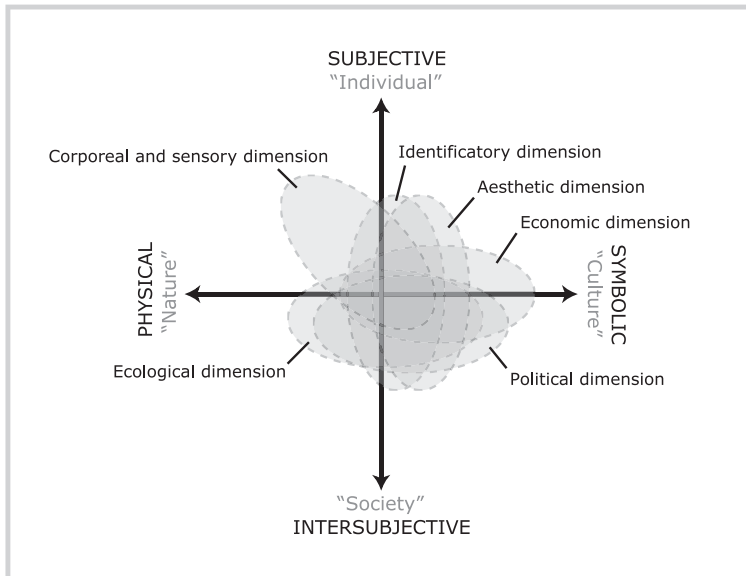 SUBJECTIVE
“Individual”
Corporeal and sensory dimension
Identificatory dimension
Aesthetic dimension
Economic dimension
PHYSICAL
“Nature”
“Culture”
SYMBOLIC
Ecological dimension
Political dimension
“Society”
INTERSUBJECTIVE